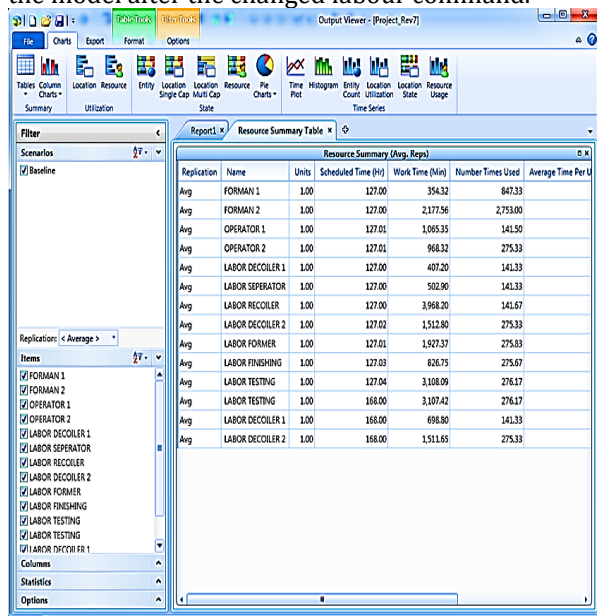 the model after the changed labour command.
Table Tools Filter Tools Output Viewer - [Project_Rev7]
File Charts Export Format Options
Tables Column Charts Location Resource Entity Location Single Cap Location Multi Cap Resource Pie Charts Time Plot Histogram Entity Count Location Utilization Location State Resource Usage
Summary Utilization State Time Series
Filter
Report1 Resource Summary Table
Scenarios
Resource Summary (Avg. Reps)
Baseline
Replication Name Units Scheduled Time (Hr) Work Time (Min) Number Times Used Average Time Per U
Avg FORMAN 1 1.00 127.00 354.32 847.33
Avg FORMAN 2 1.00 127.00 2,177.56 2,753.00
Avg OPERATOR 1 1.00 127.01 1,065.35 141.50
Avg OPERATOR 2 1.00 127.01 968.32 275.33
Avg LABOR DECOILER 1 1.00 127.00 407.20 141.33
Avg LABOR SEPERATOR 1.00 127.00 502.90 141.33
Avg LABOR RECOILER 1.00 127.00 3,968.20 141.67
Avg LABOR DECOILER 2 1.00 127.02 1,512.80 275.33
Avg LABOR FORMER 1.00 127.01 1,927.37 275.83
Avg LABOR FINISHING 1.00 127.03 826.75 275.67
Avg LABOR TESTING 1.00 127.04 3,108.09 276.17
Avg LABOR TESTING 1.00 168.00 3,107.42 276.17
Avg LABOR DECOILER 1 1.00 168.00 698.80 141.33
Avg LABOR DECOILER 2 1.00 168.00 1,511.65 275.33
Replication: < Average >
Items
FORMAN 1
FORMAN 2
OPERATOR 1
OPERATOR 2
LABOR DECOILER 1
LABOR SEPERATOR
LABOR RECOILER
LABOR DECOILER 2
LABOR FORMER
LABOR FINISHING
LABOR TESTING
LABOR TESTING
LABOR DECOILER 1
Columns
Statistics
Options